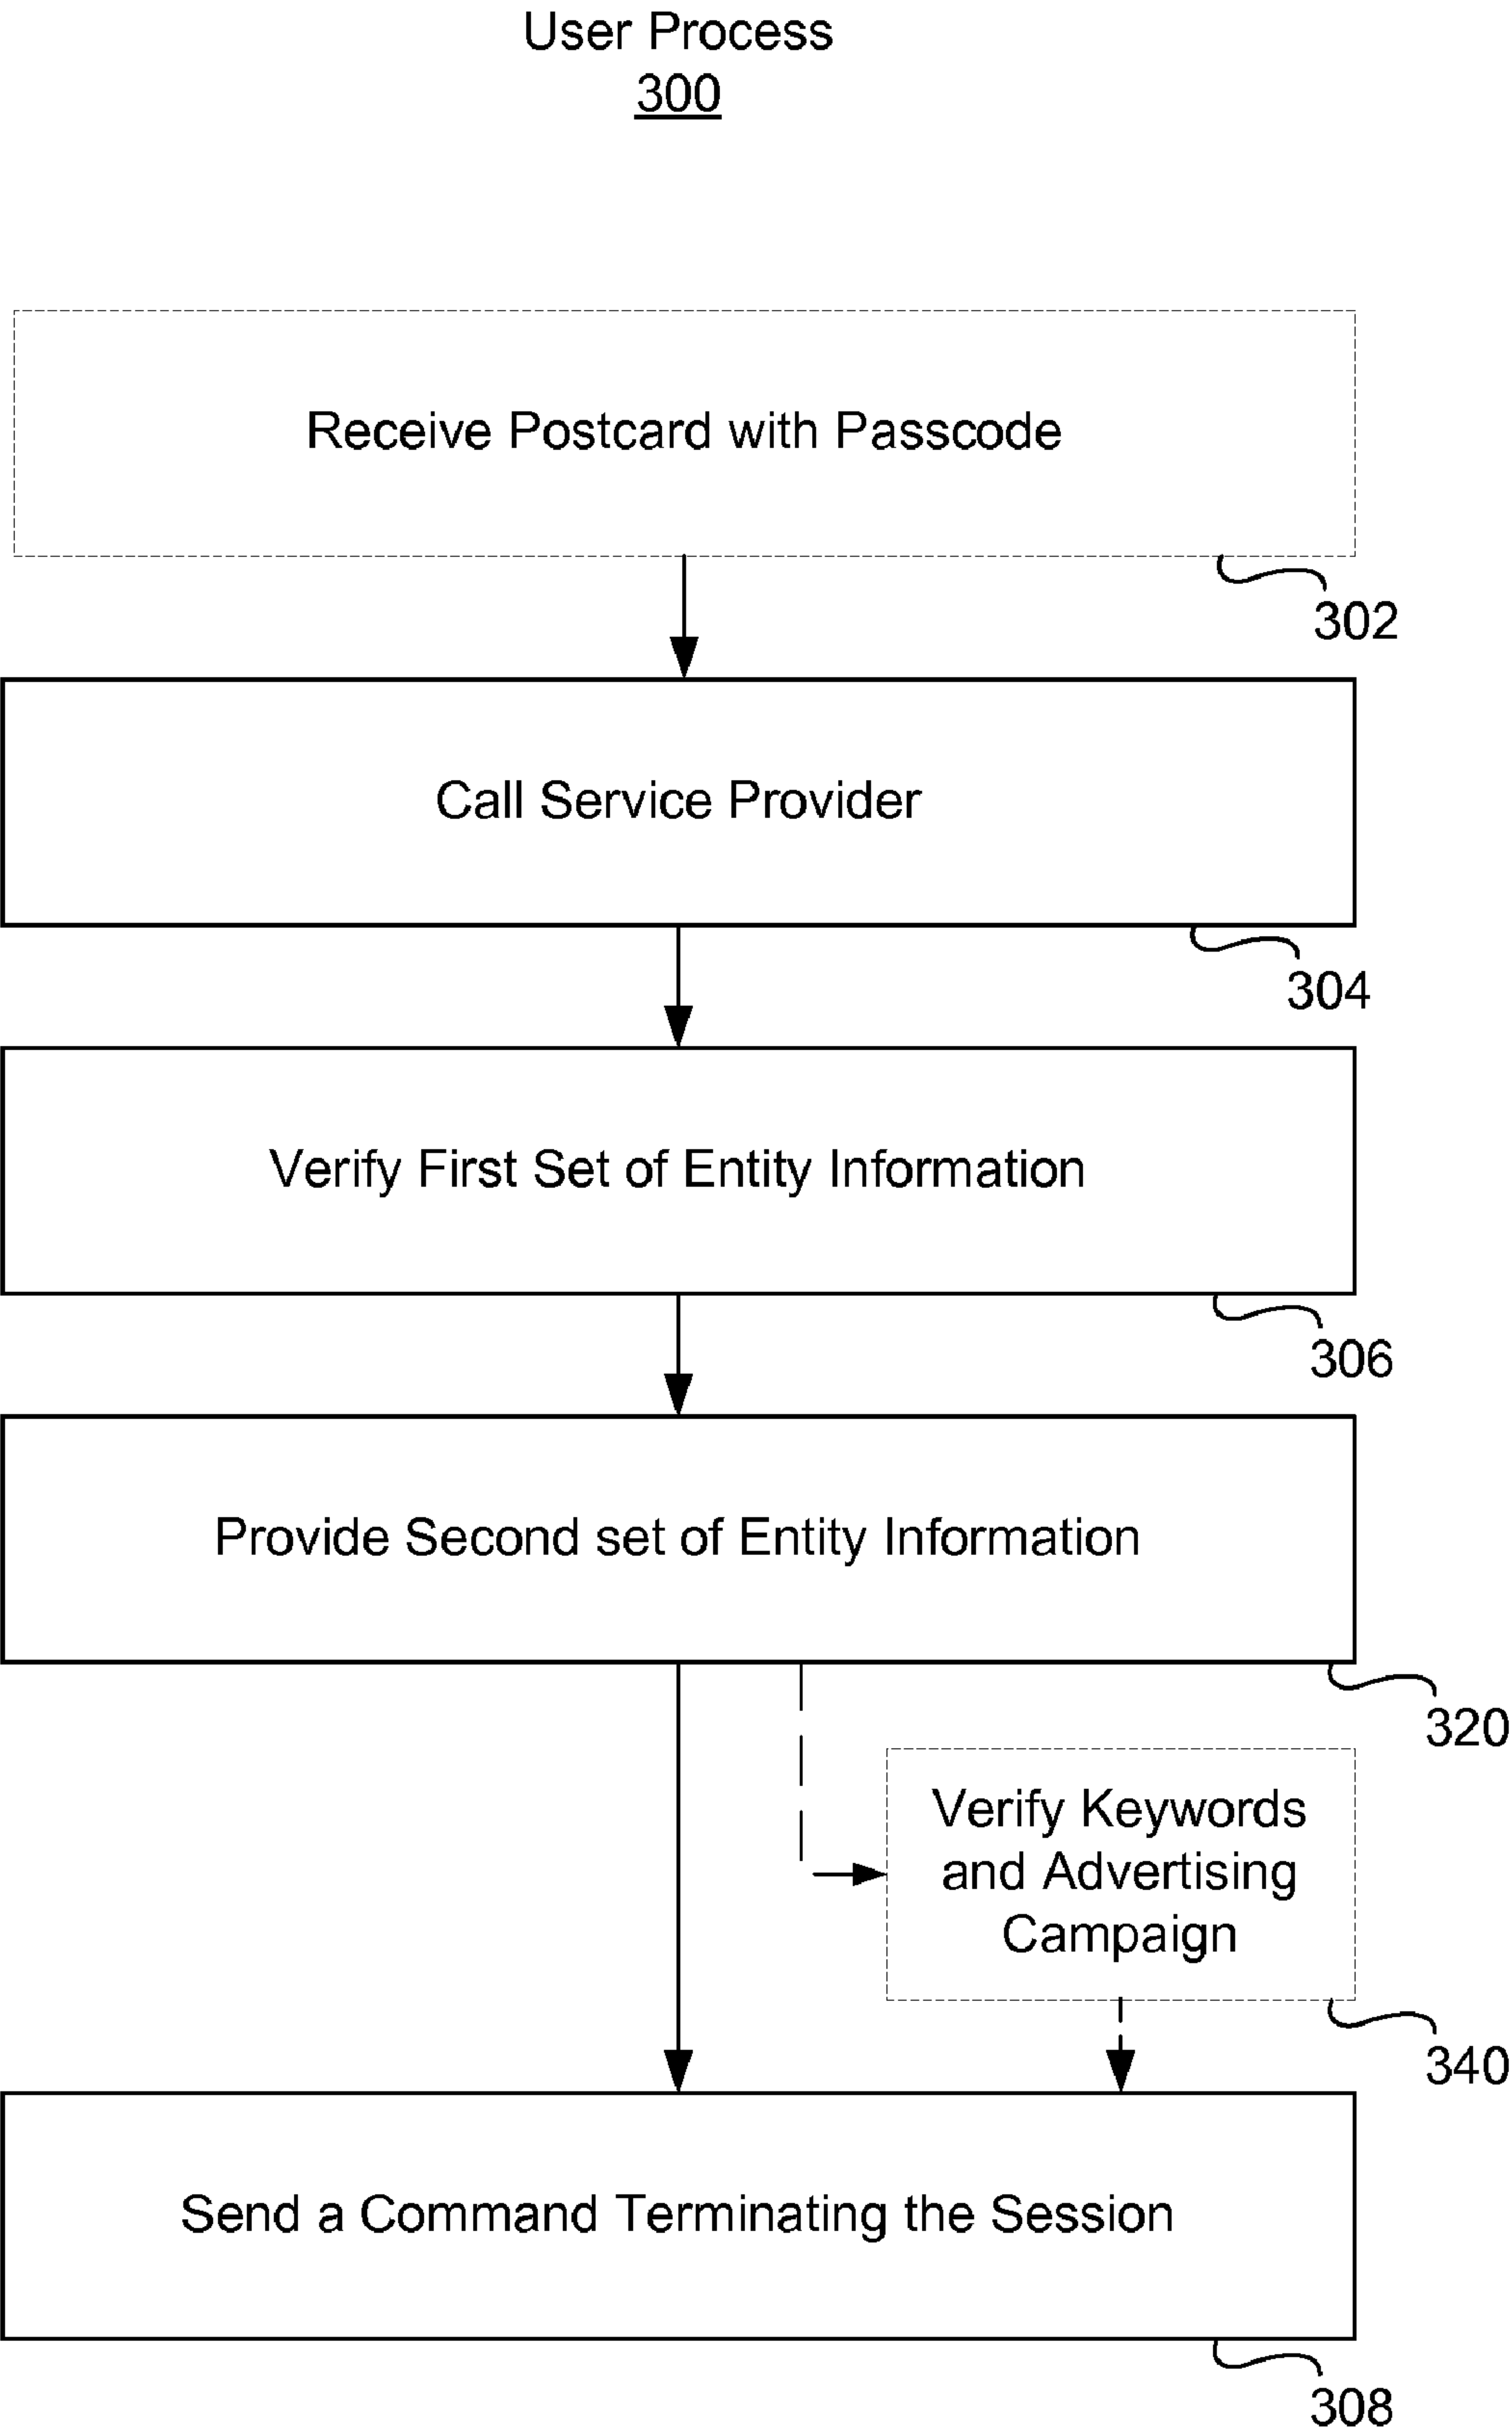 User Process
300
Receive Postcard with Passcode
302
Call Service Provider
304
Verify First Set of Entity Information
306
Provide Second set of Entity Information
320
Verify Keywords
and Advertising
Campaign
340
Send a Command Terminating the Session
308